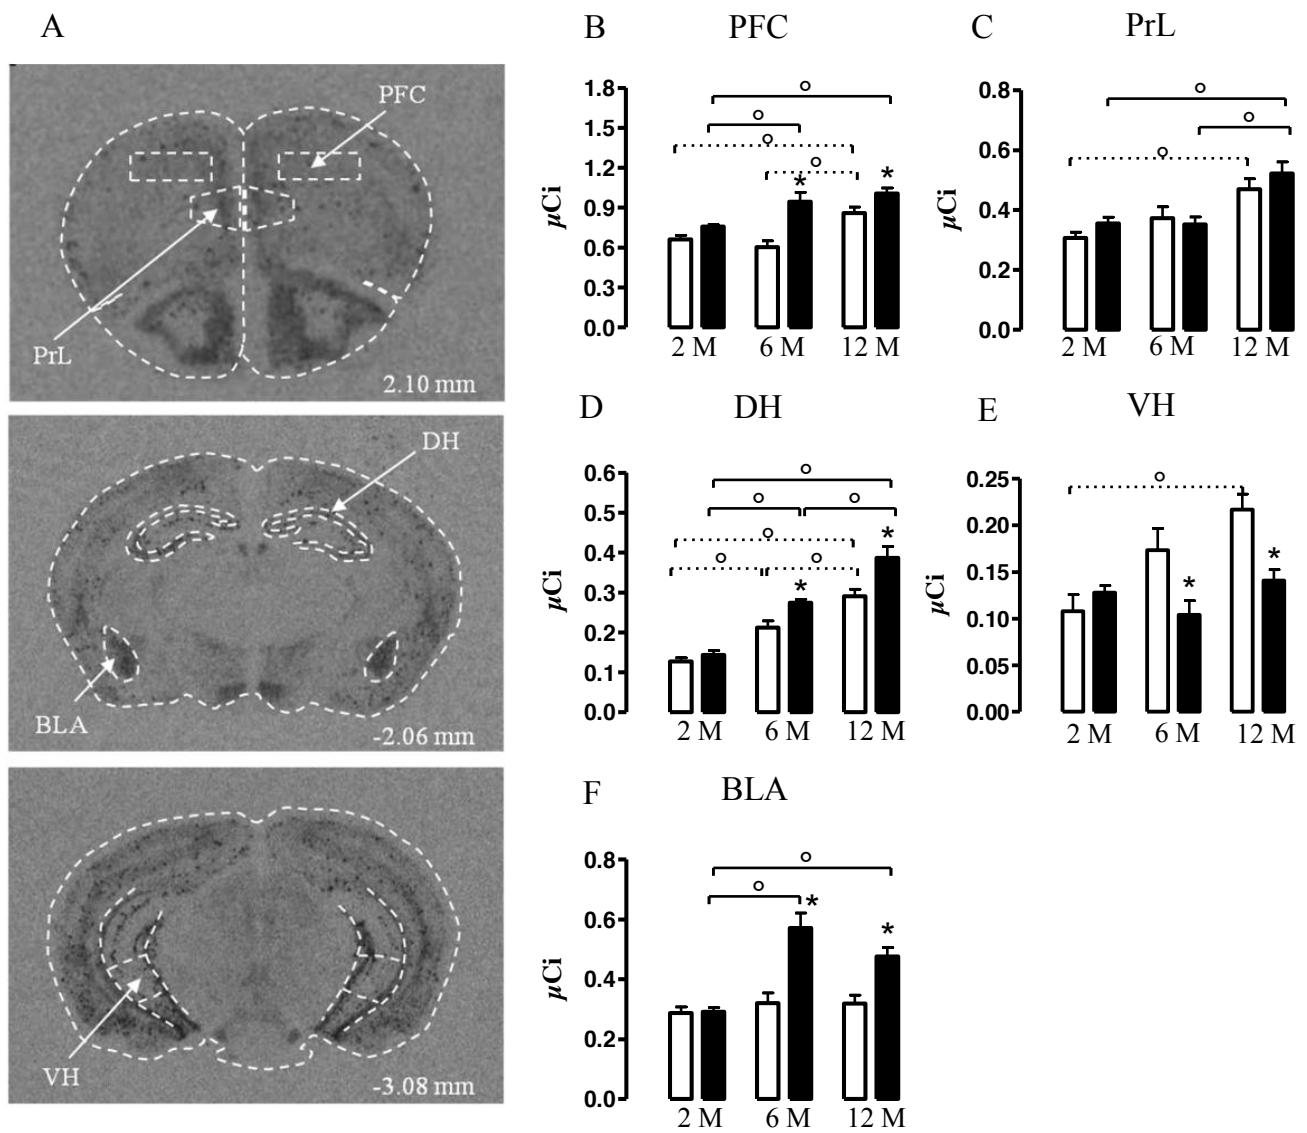 A
PFC
PrL
2.10 mm
DH
BLA
-2.06 mm
VH
-3.08 mm
B PFC
µCi
1.8
1.5
1.2
0.9
0.6
0.3
0.0
* *
2 M 6 M 12 M
C PrL
µCi
0.8
0.6
0.4
0.2
0.0
2 M 6 M 12 M
D DH
µCi
0.6
0.5
0.4
0.3
0.2
0.1
0.0
* *
2 M 6 M 12 M
E VH
µCi
0.25
0.20
0.15
0.10
0.05
0.00
* *
2 M 6 M 12 M
F BLA
µCi
0.8
0.6
0.4
0.2
0.0
* *
2 M 6 M 12 M